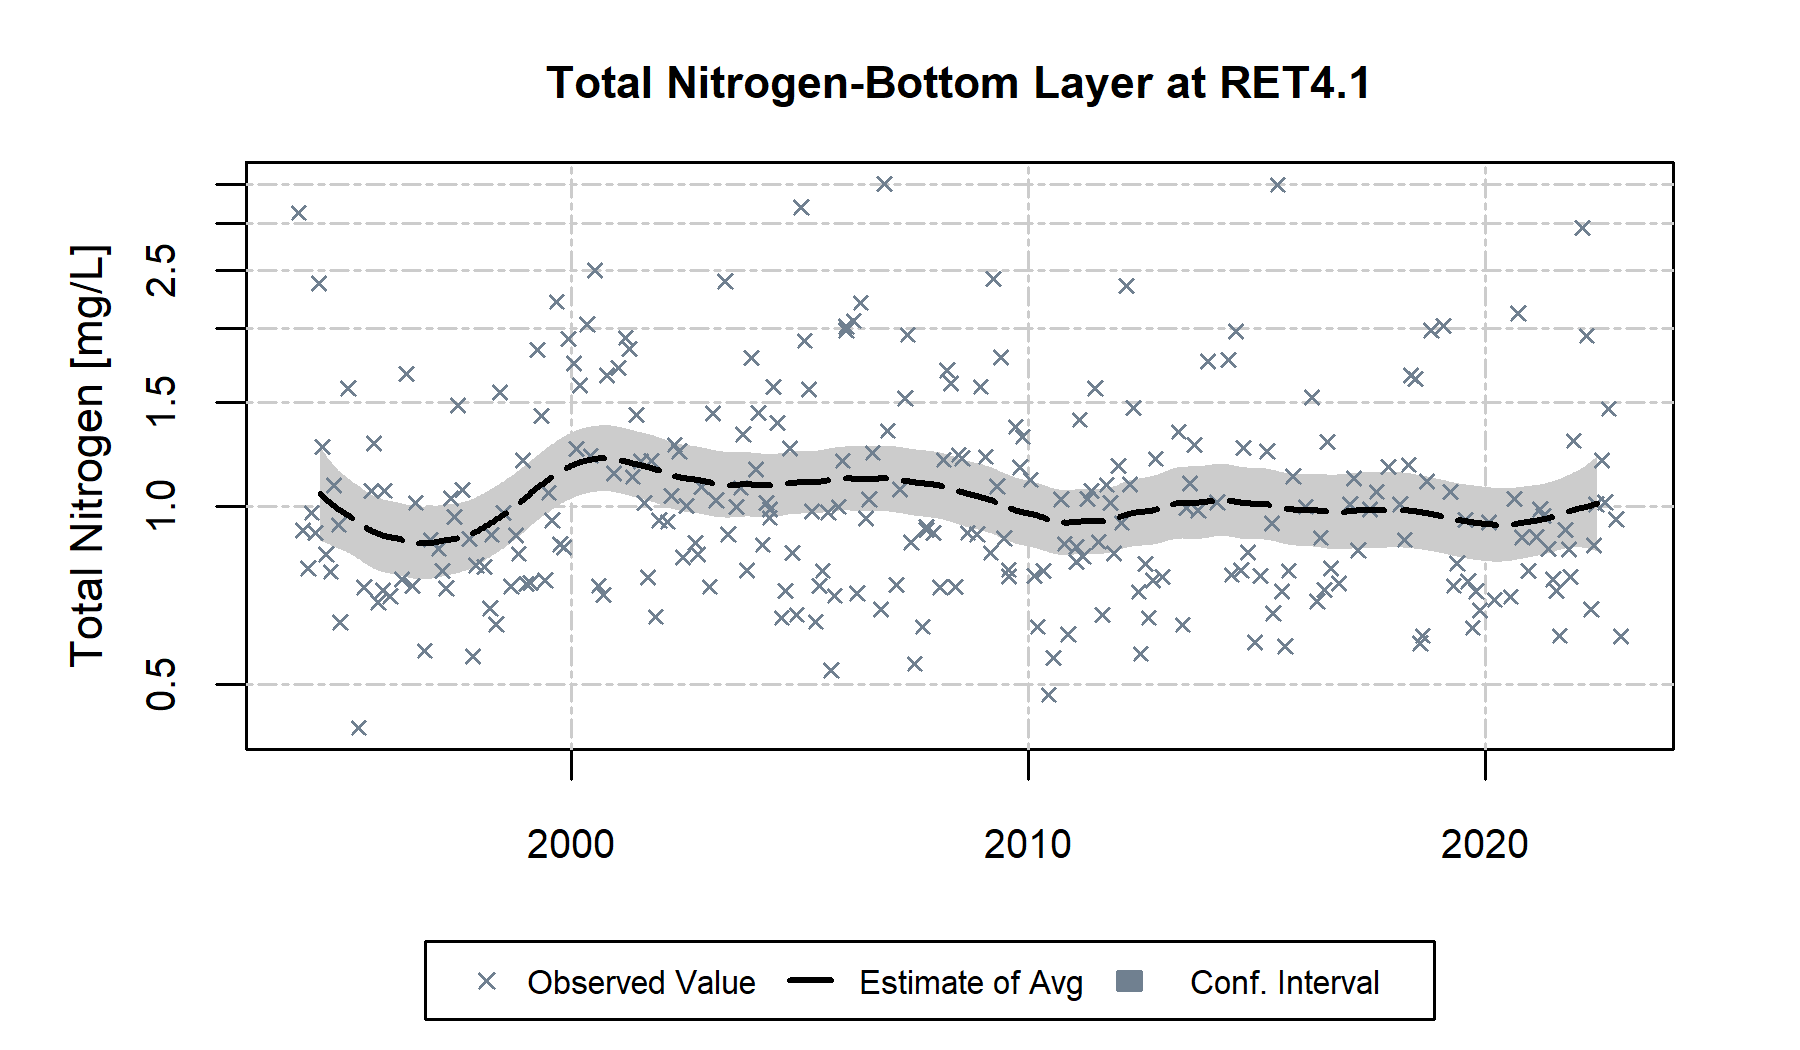 Total Nitrogen-Bottom Layer at RET4.1
Total Nitrogen [mg/L]
2.5
1.5
1.0
0.5
2000 2010 2020
Observed Value Estimate of Avg Conf. Interval